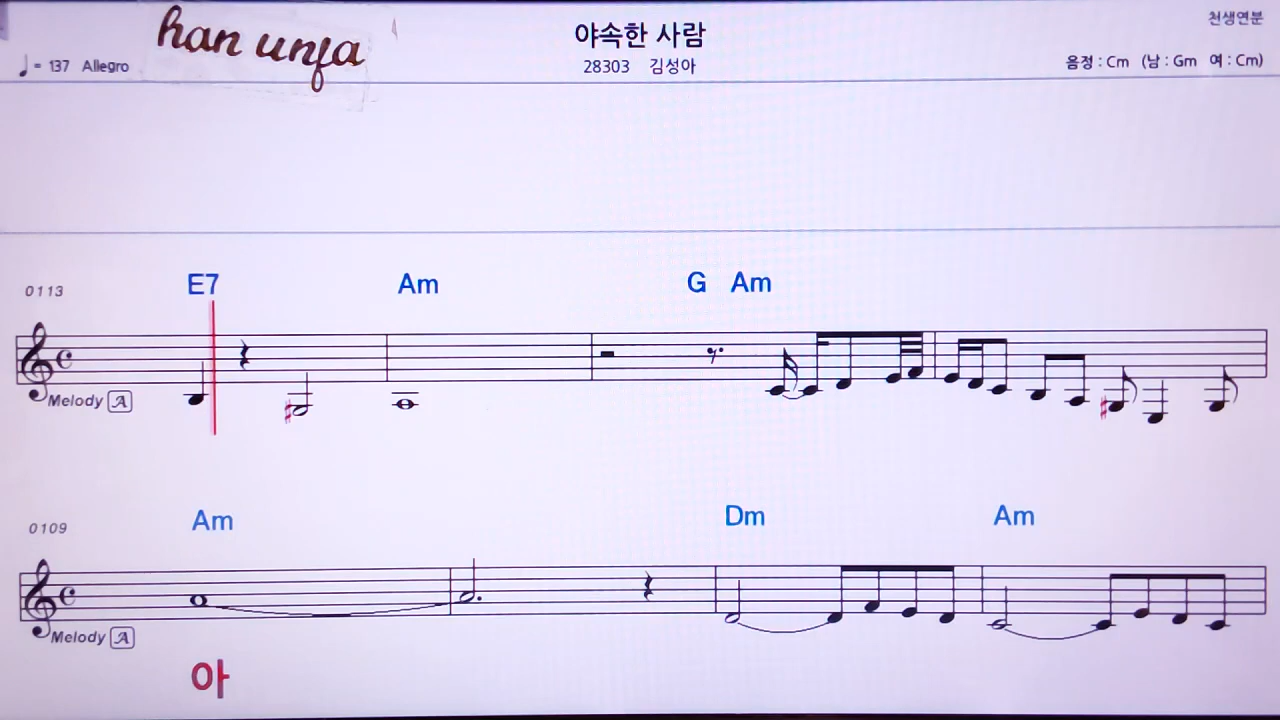 han unfa
야속한 사람
천생연분
♩= 137 Allegro
28303 김성아
음정 : Cm (남 : Gm 여 : Cm)
0113
E7 Am G Am
Melody A
0109
Am Dm Am
Melody A
아